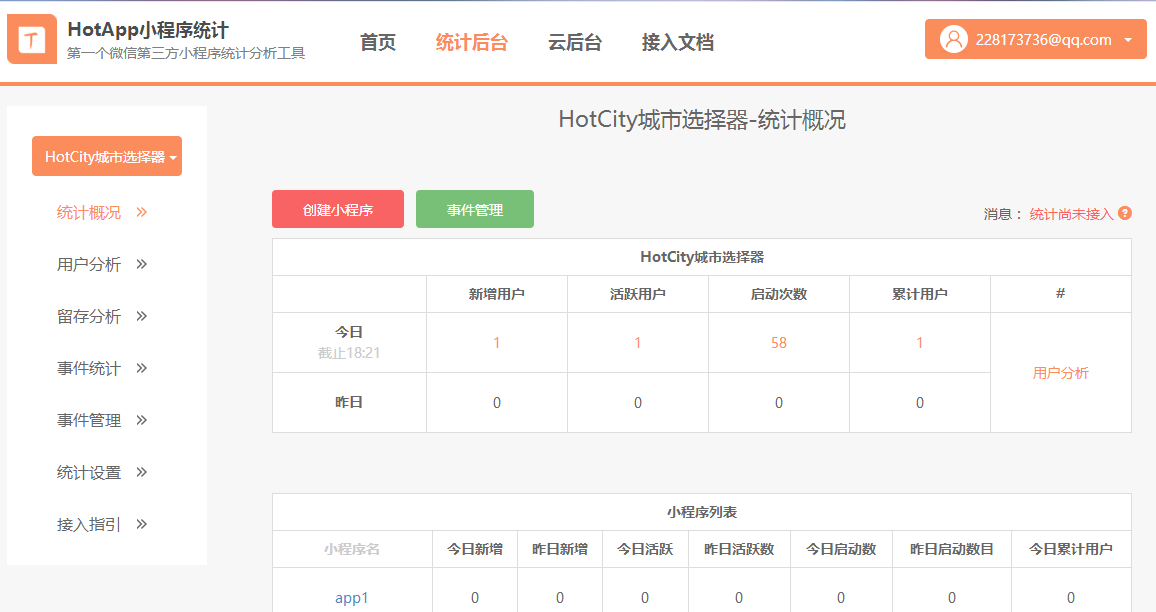 HotApp小程序统计
第一个微信第三方小程序统计分析工具
首页 统计后台 云后台 接入文档
228173736@qq.com
HotCity城市选择器
统计概况
用户分析
留存分析
事件统计
事件管理
统计设置
接入指引
HotCity城市选择器-统计概况
创建小程序 事件管理
消息： 统计尚未接入 ?
HotCity城市选择器
新增用户 活跃用户 启动次数 累计用户 #
今日 1 1 58 1
截止18:21
用户分析
昨日 0 0 0 0
小程序列表
小程序名 今日新增 昨日新增 今日活跃 昨日活跃数 今日启动数 昨日启动数目 今日累计用户
app1 0 0 0 0 0 0 0